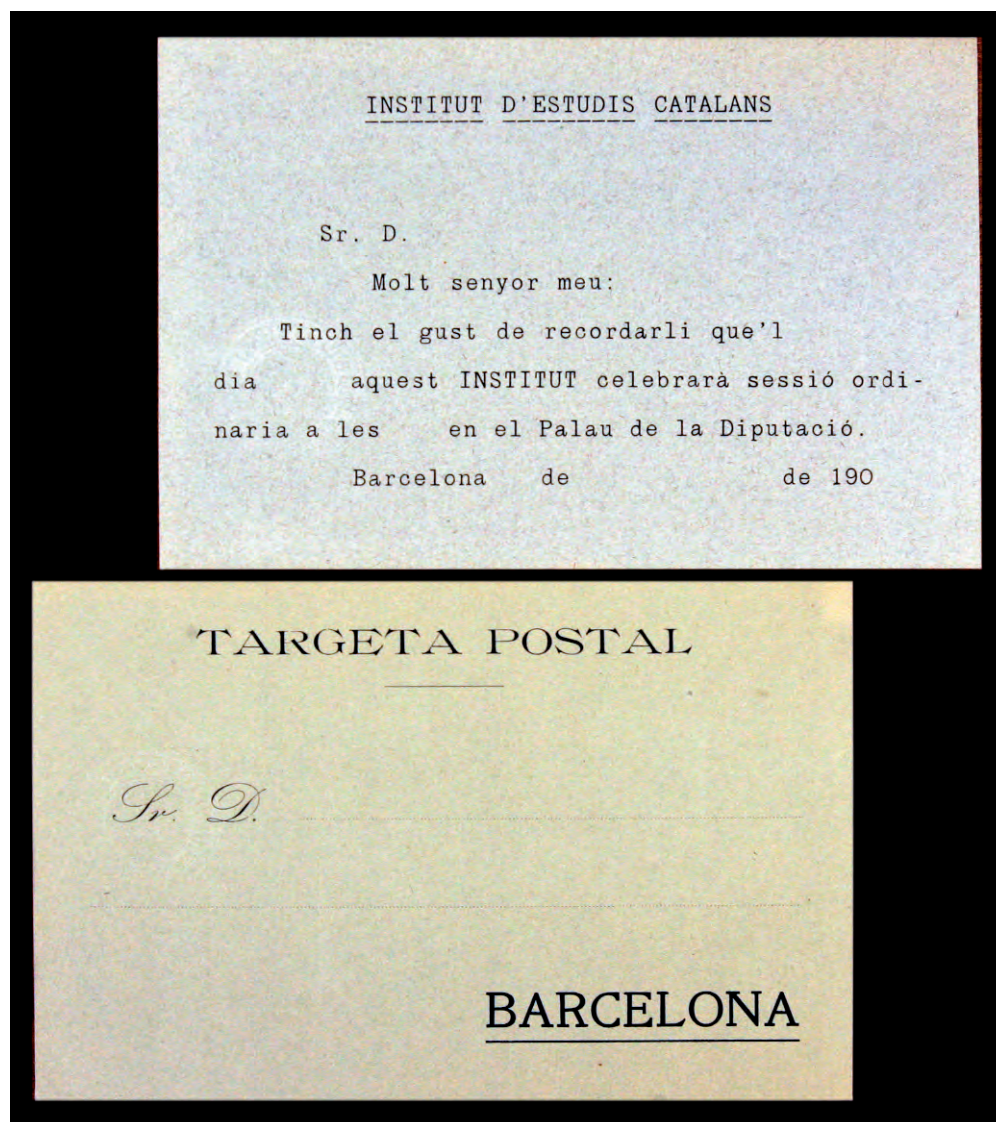 INSTITUT D'ESTUDIS CATALANS
Sr. D.
Molt senyor meu:
Tinch el gust de recordarli que'l
día aquest INSTITUT celebrarà sessió ordi-
naria a les en el Palau de la Diputació.
Barcelona de de 190
TARGETA POSTAL
Sr. D.
BARCELONA